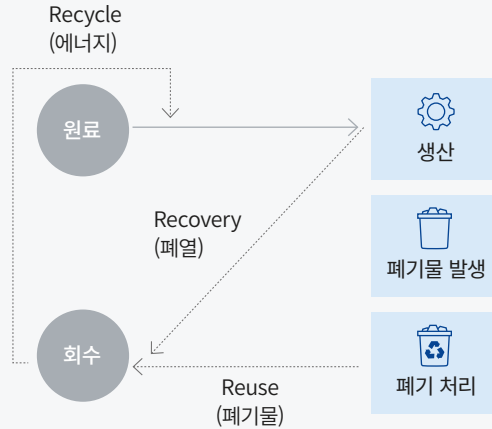 Recycle
(에너지)
원료
생산
Recovery
(폐열)
폐기물 발생
회수
폐기 처리
Reuse
(폐기물)